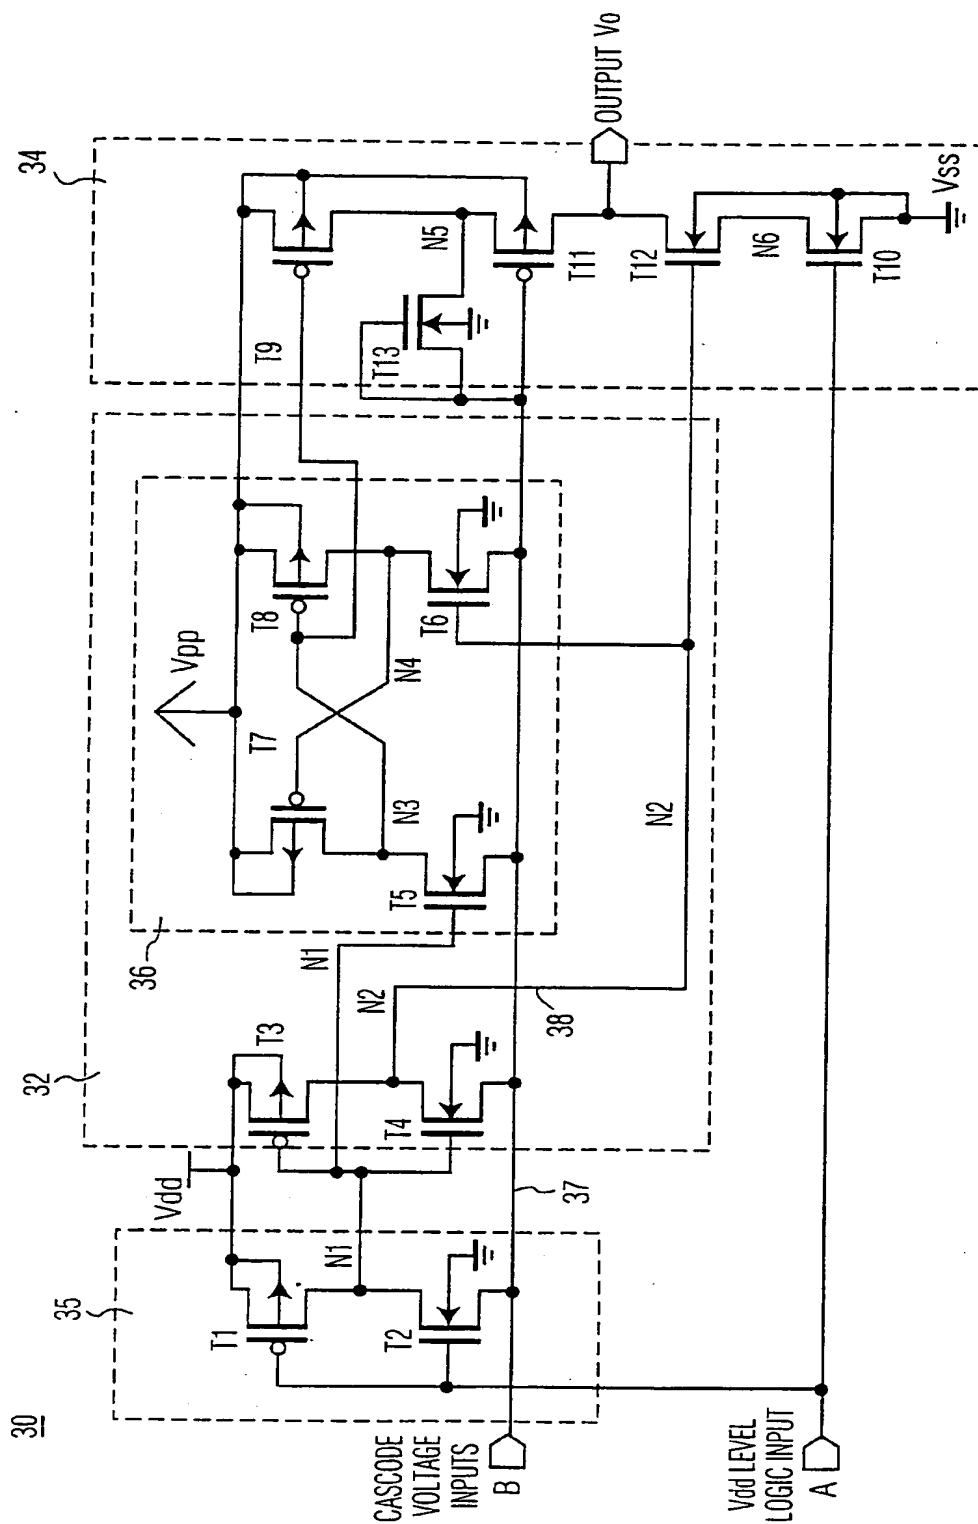 30
35
32
36
34
Vdd
Vpp
T1
N1
T2
T3
N2
T4
N1
T7
N3
T5
T8
N4
T6
T9
T13
N5
T11
T12
N6
T10
OUTPUT Vo
Vss
N2
38
37
CASCODE
VOLTAGE
INPUTS
B
Vdd LEVEL
LOGIC INPUT
A